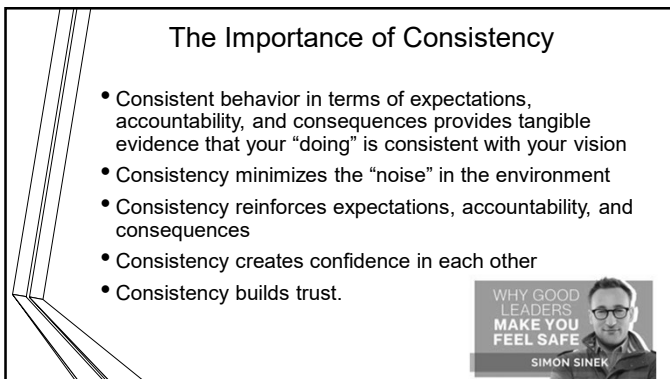 The Importance of Consistency
• Consistent behavior in terms of expectations,
accountability, and consequences provides tangible
evidence that your “doing” is consistent with your vision
• Consistency minimizes the “noise” in the environment
• Consistency reinforces expectations, accountability, and
consequences
• Consistency creates confidence in each other
• Consistency builds trust.
WHY GOOD
LEADERS
MAKE YOU
FEEL SAFE
SIMON SINEK